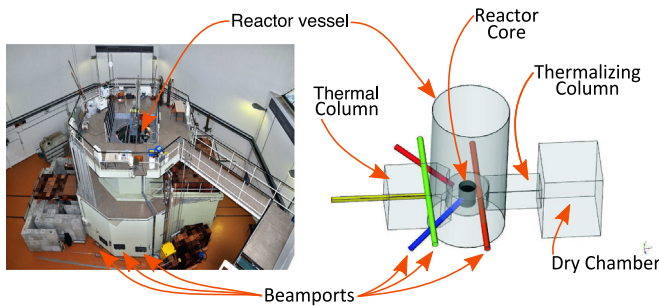 Reactor vessel
Reactor
Core
Thermal
Column
Thermalizing
Column
Dry Chamber
Beamports